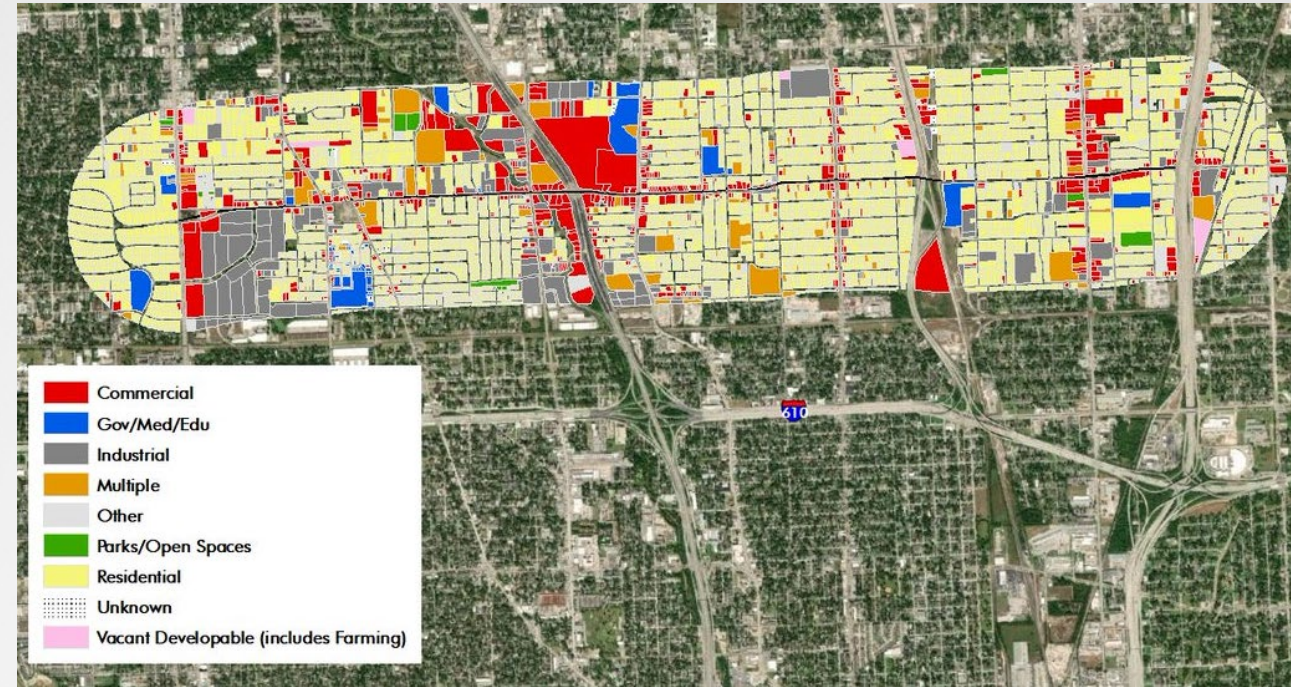 610
Commercial
Gov/Med/Edu
Industrial
Multiple
Other
Parks/Open Spaces
Residential
Unknown
Vacant Developable (includes Farming)